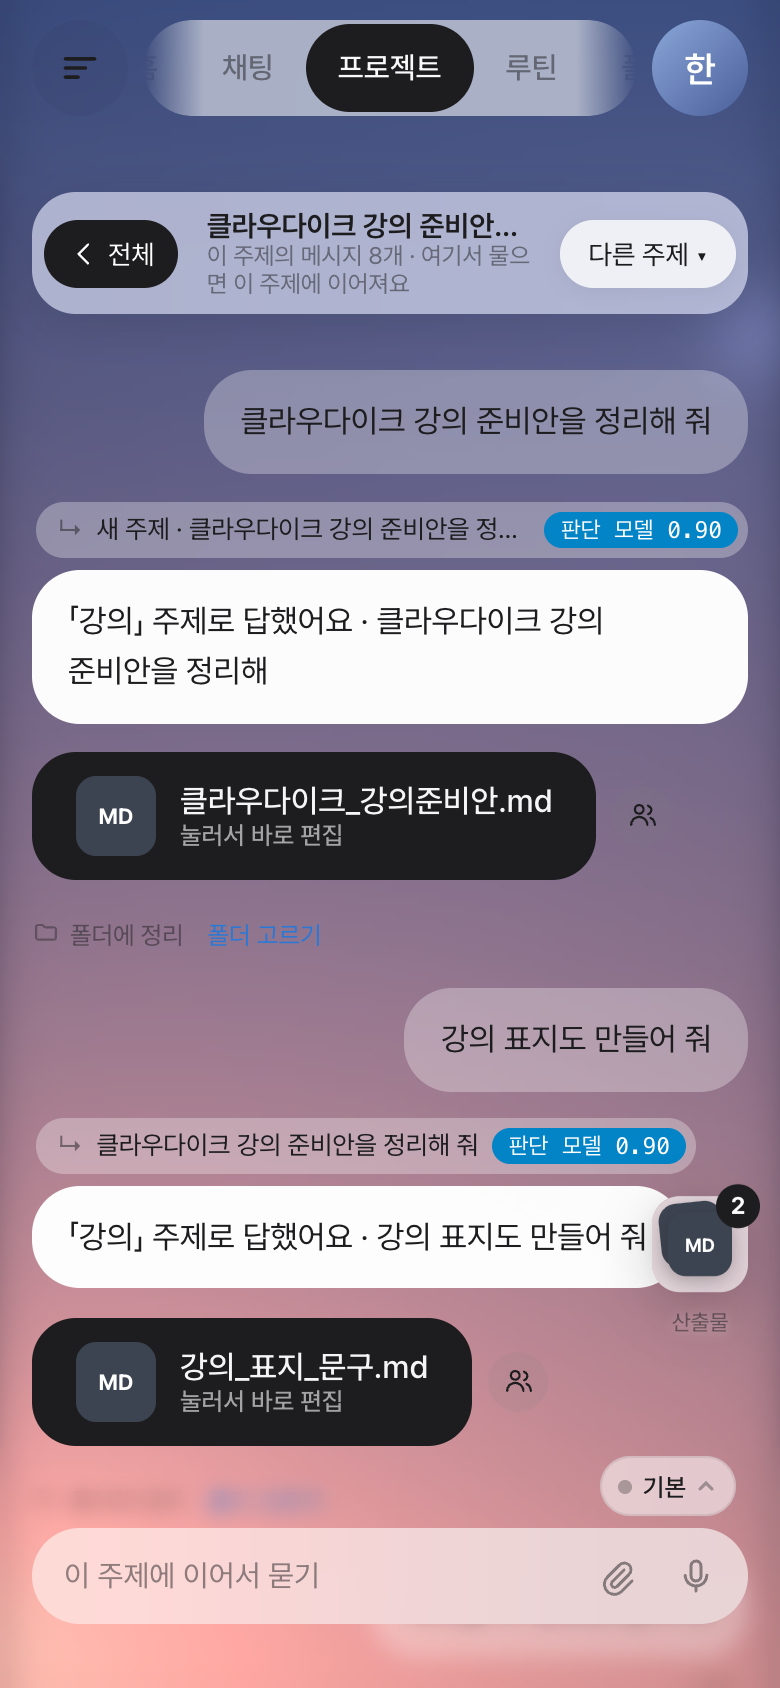 채팅
프로젝트
루틴
한
전체
클라우다이크 강의 준비안...
이 주제의 메시지 8개 · 여기서 물으
면 이 주제에 이어져요
다른 주제 ▾
클라우다이크 강의 준비안을 정리해 줘
새 주제 · 클라우다이크 강의 준비안을 정...
판단 모델 0.90
「강의」 주제로 답했어요 · 클라우다이크 강의
준비안을 정리해
MD
클라우다이크_강의준비안.md
눌러서 바로 편집
폴더에 정리
폴더 고르기
강의 표지도 만들어 줘
클라우다이크 강의 준비안을 정리해 줘
판단 모델 0.90
「강의」 주제로 답했어요 · 강의 표지도 만들어 줘
2
MD
산출물
MD
강의_표지_문구.md
눌러서 바로 편집
기본
이 주제에 이어서 묻기